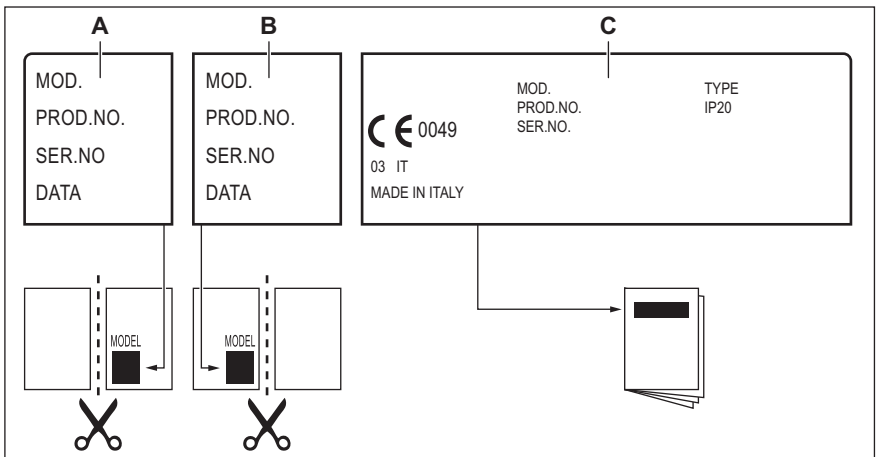 A
B
C
MOD.
PROD.NO.
SER.NO
DATA
MOD.
PROD.NO.
SER.NO
DATA
MOD.
PROD.NO.
SER.NO.
TYPE
IP20
CE 0049
03 IT
MADE IN ITALY
MODEL
MODEL